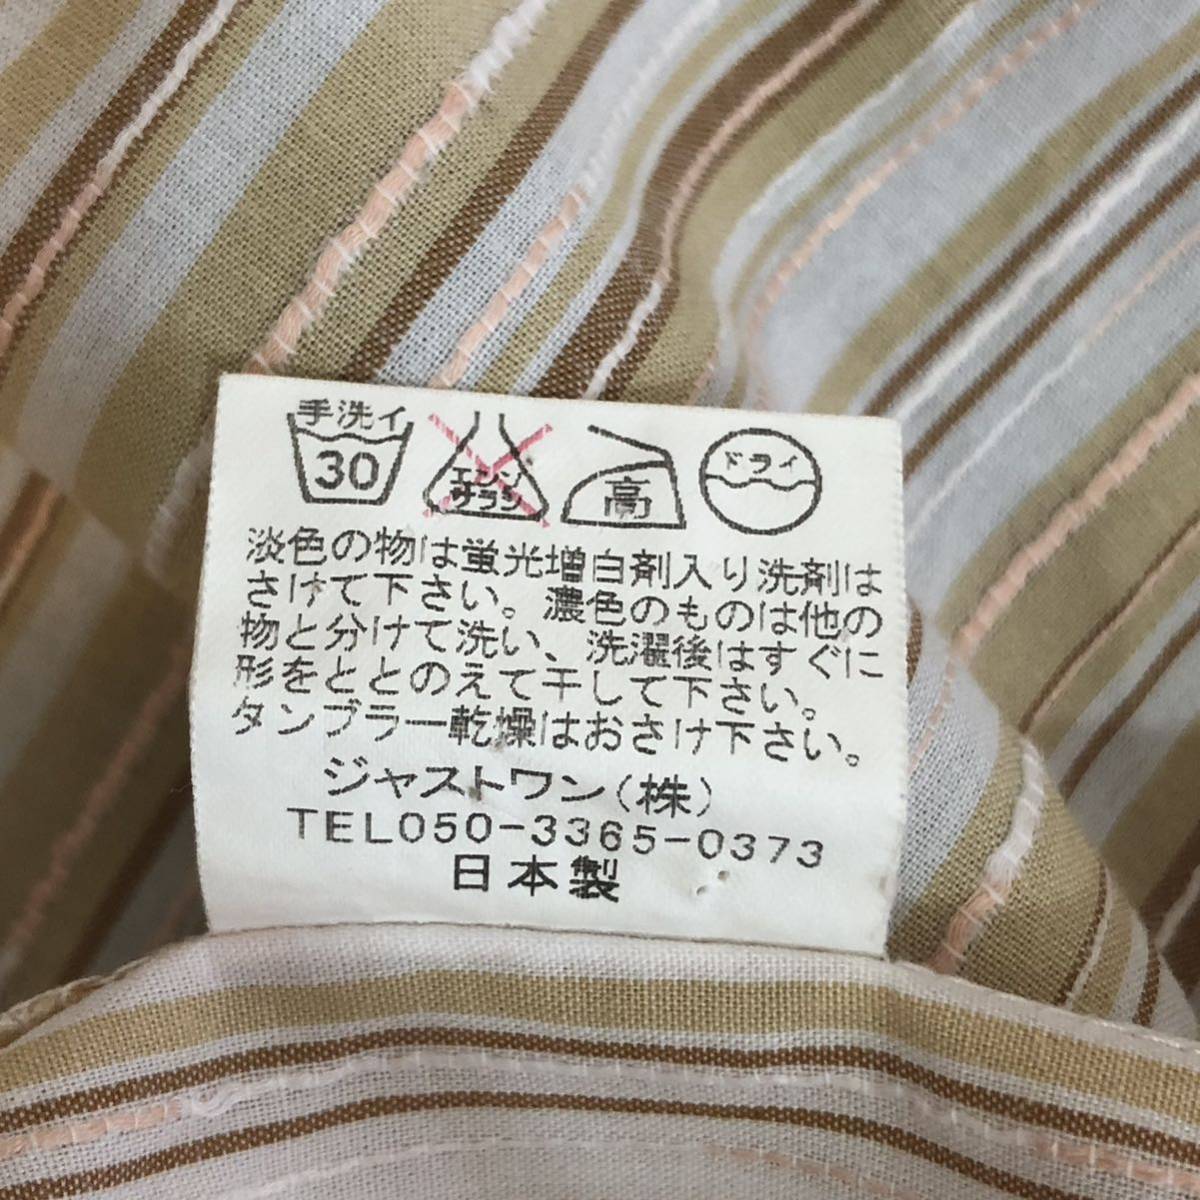 手洗イ
30
エンソ
サラシ
高
ドライ
淡色の物は蛍光増白剤入り洗剤は
さけて下さい。濃色のものは他の
物と分けて洗い、洗濯後はすぐに
形をととのえて干して下さい。
タンブラー乾燥はおさけ下さい。
ジャストワン(株)
TEL050-3365-0373
日本製